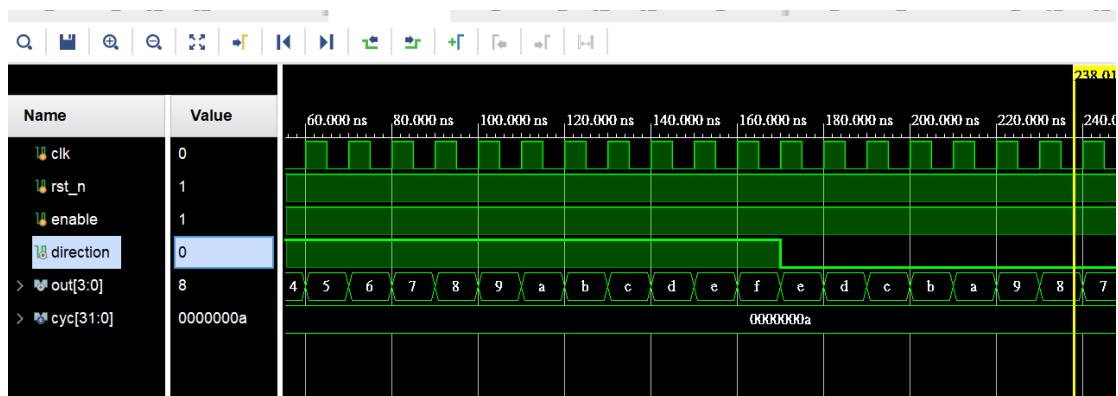 238.01
Name Value
60.000 ns 80.000 ns 100.000 ns 120.000 ns 140.000 ns 160.000 ns 180.000 ns 200.000 ns 220.000 ns 240.0
clk 0
rst_n 1
enable 1
direction 0
out[3:0] 8 4 5 6 7 8 9 a b c d e f e d c b a 9 8 7
cyc[31:0] 0000000a 0000000a